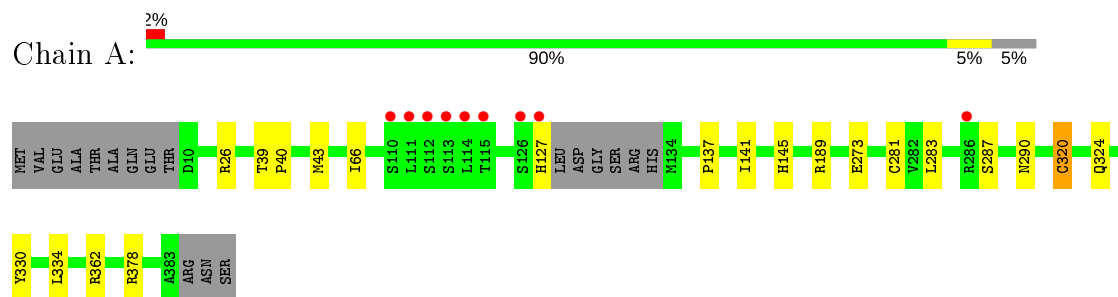 2%
Chain A:
90% 5% 5%
MET VAL GLU ALA THR ALA GLN GLU THR D10 R26 T39 P40 M43 I66 S110 L111 S112 S113 L114 T115 S126 H127 LEU ASP GLY SER ARG HIS M134 P137 I141 H145 R189 E273 C281 V282 L283 R286 S287 N290 C320 Q324
Y330 L334 R362 R378 A383 ARG ASN SER